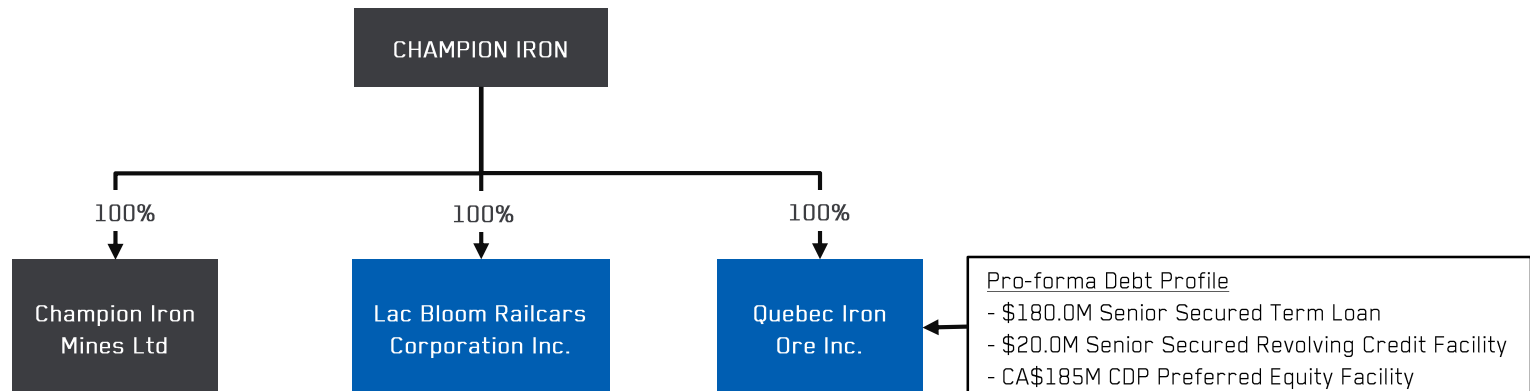 CHAMPION IRON
100%
100%
100%
Champion Iron
Mines Ltd
Lac Bloom Railcars
Corporation Inc.
Quebec Iron
Ore Inc.
Pro-forma Debt Profile
- $180.0M Senior Secured Term Loan
- $20.0M Senior Secured Revolving Credit Facility
- CA$185M CDP Preferred Equity Facility